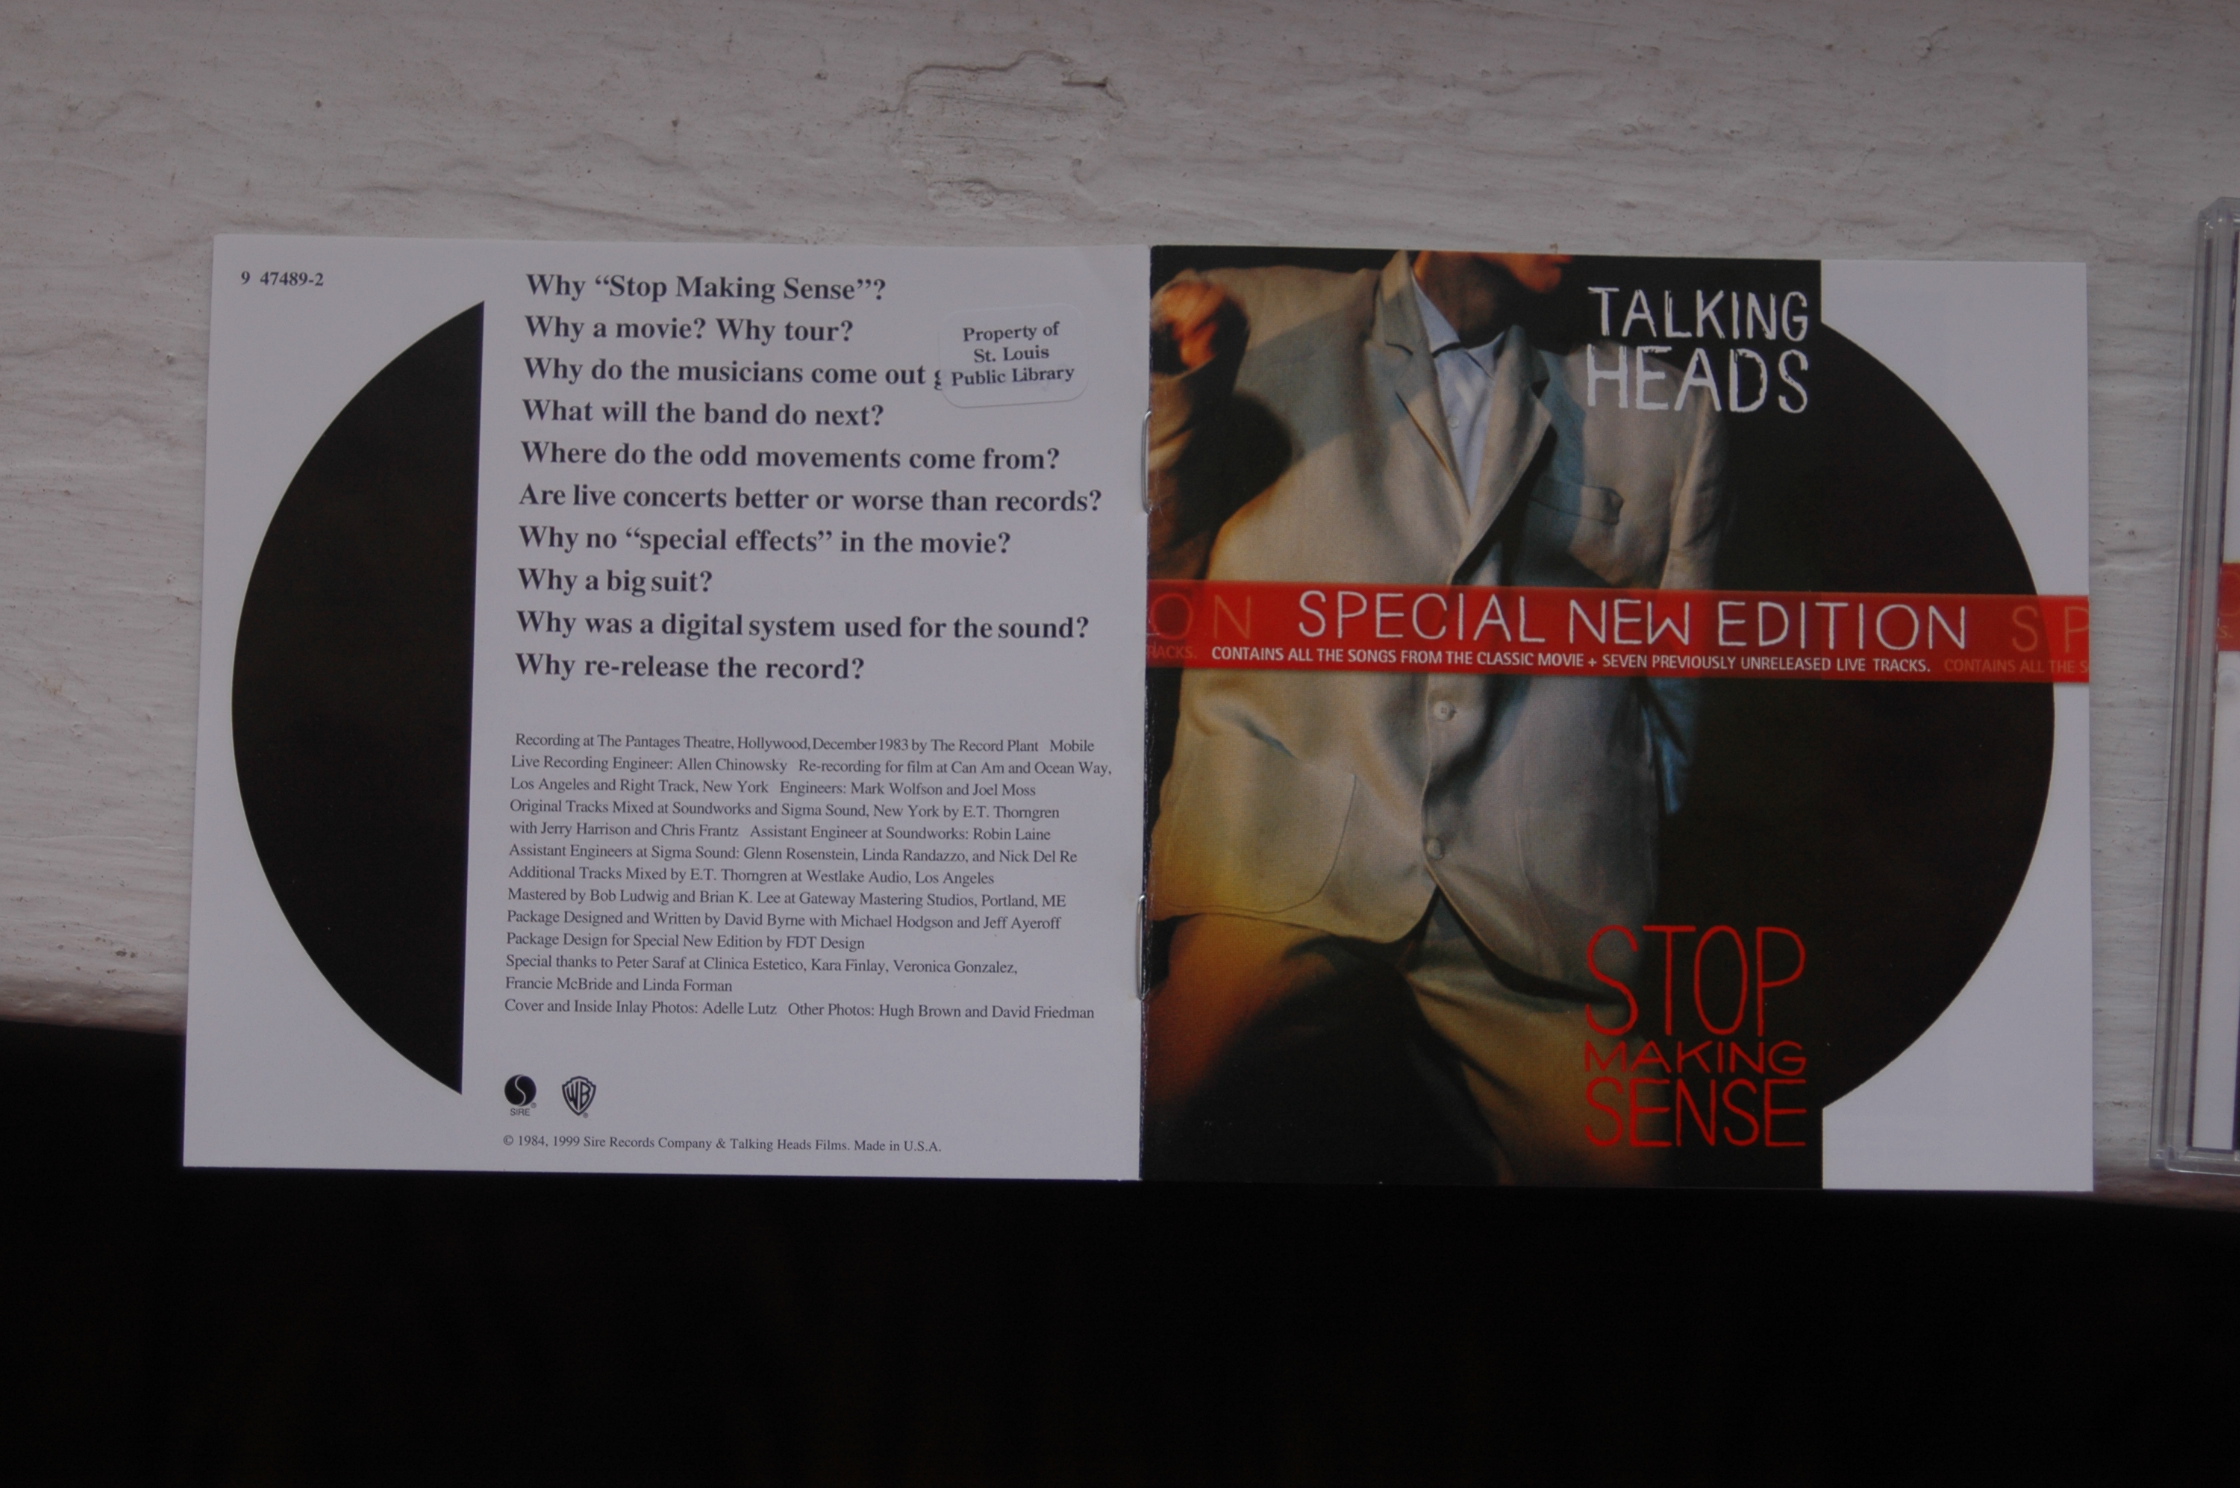 9 47489-2
Why “Stop Making Sense”?
Why a movie? Why tour?
Why do the musicians come out
What will the band do next?
Where do the odd movements come from?
Are live concerts better or worse than records?
Why no “special effects” in the movie?
Why a big suit?
Why was a digital system used for the sound?
Why re-release the record?
Property of
St. Louis
Public Library
Recording at The Pantages Theatre, Hollywood, December 1983 by The Record Plant Mobile
Live Recording Engineer: Allen Chinowsky Re-recording for film at Can Am and Ocean Way,
Los Angeles and Right Track, New York Engineers: Mark Wolfson and Joel Moss
Original Tracks Mixed at Soundworks and Sigma Sound, New York by E.T. Thorngren
with Jerry Harrison and Chris Frantz Assistant Engineer at Soundworks: Robin Laine
Assistant Engineers at Sigma Sound: Glenn Rosenstein, Linda Randazzo, and Nick Del Re
Additional Tracks Mixed by E.T. Thorngren at Westlake Audio, Los Angeles
Mastered by Bob Ludwig and Brian K. Lee at Gateway Mastering Studios, Portland, ME
Package Designed and Written by David Byrne with Michael Hodgson and Jeff Ayeroff
Package Design for Special New Edition by FDT Design
Special thanks to Peter Saraf at Clinica Estetico, Kara Finlay, Veronica Gonzalez,
Francie McBride and Linda Forman
Cover and Inside Inlay Photos: Adelle Lutz Other Photos: Hugh Brown and David Friedman
SIRE ® WB ®
© 1984, 1999 Sire Records Company & Talking Heads Films. Made in U.S.A.
TALKING
HEADS
ON SPECIAL NEW EDITION SP
TRACKS. CONTAINS ALL THE SONGS FROM THE CLASSIC MOVIE + SEVEN PREVIOUSLY UNRELEASED LIVE TRACKS. CONTAINS ALL THE S
STOP
MAKING
SENSE